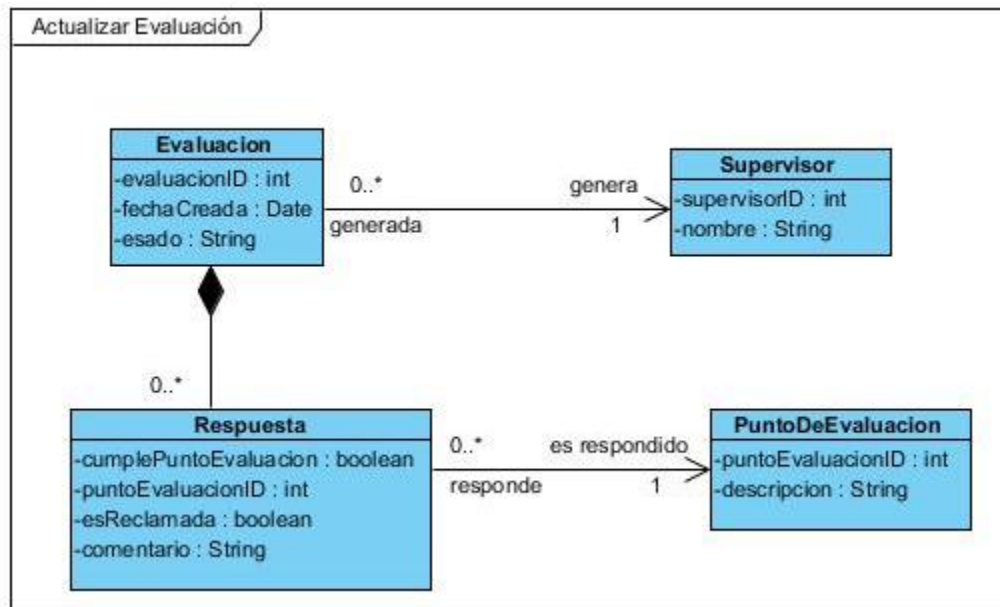 Actualizar Evaluación
Evaluacion
-evaluacionID : int
-fechaCreada : Date
-esado : String
0..*
generada
genera
1
Supervisor
-supervisorID : int
-nombre : String
0..*
Respuesta
-cumplePuntoEvaluacion : boolean
-puntoEvaluacionID : int
-esReclamada : boolean
-comentario : String
0..*
responde
es respondido
1
PuntoDeEvaluacion
-puntoEvaluacionID : int
-descripcion : String